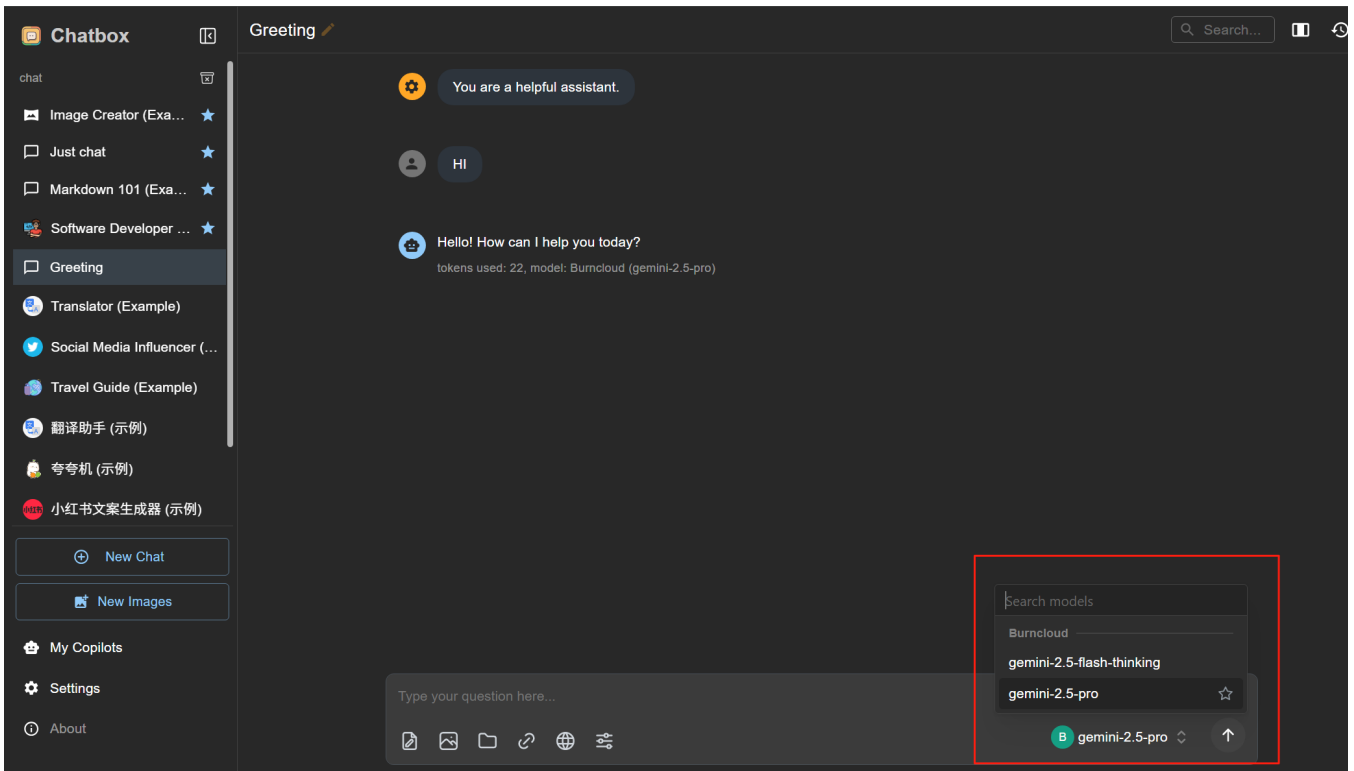 Chatbox
chat
Image Creator (Exa...
Just chat
Markdown 101 (Exa...
Software Developer ...
Greeting
Translator (Example)
Social Media Influencer (...
Travel Guide (Example)
翻译助手 (示例)
夸夸机 (示例)
小红书
小红书文案生成器 (示例)
New Chat
New Images
My Copilots
Settings
About
Greeting
Search...
You are a helpful assistant.
HI
Hello! How can I help you today?
tokens used: 22, model: Burncloud (gemini-2.5-pro)
Search models
Burncloud
gemini-2.5-flash-thinking
gemini-2.5-pro
Type your question here...
B gemini-2.5-pro